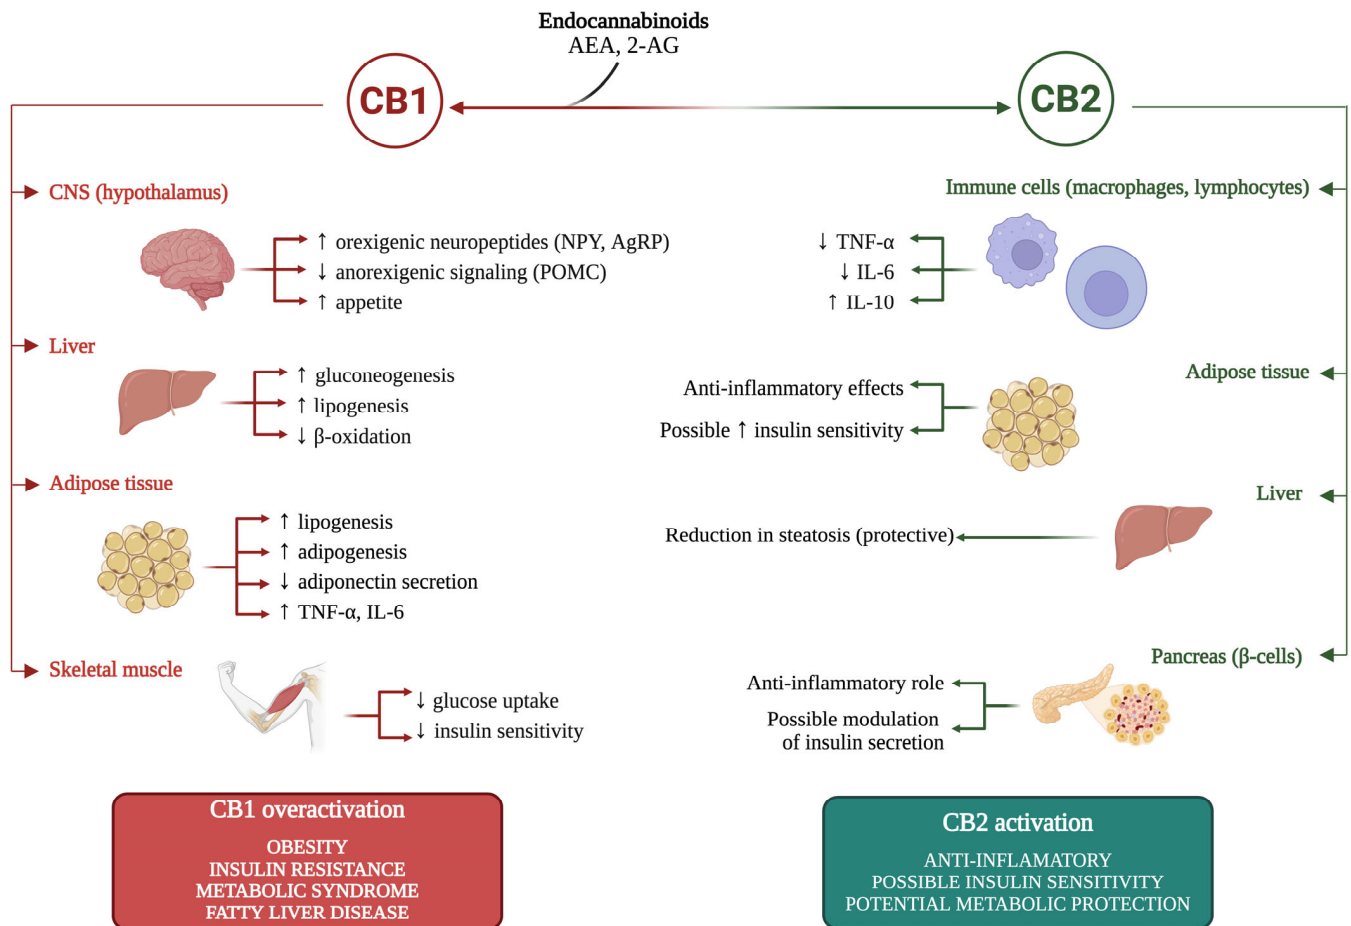 Endocannabinoids
AEA, 2-AG
CB1
CB2
CNS (hypothalamus)
↑ orexigenic neuropeptides (NPY, AgRP)
↓ anorexigenic signaling (POMC)
↑ appetite
Liver
↑ gluconeogenesis
↑ lipogenesis
↓ β-oxidation
Adipose tissue
↑ lipogenesis
↑ adipogenesis
↓ adiponectin secretion
↑ TNF-α, IL-6
Skeletal muscle
↓ glucose uptake
↓ insulin sensitivity
CB1 overactivation
OBESITY
INSULIN RESISTANCE
METABOLIC SYNDROME
FATTY LIVER DISEASE
Immune cells (macrophages, lymphocytes)
↓ TNF-α
↓ IL-6
↑ IL-10
Adipose tissue
Anti-inflammatory effects
Possible ↑ insulin sensitivity
Liver
Reduction in steatosis (protective)
Pancreas (β-cells)
Anti-inflammatory role
Possible modulation
of insulin secretion
CB2 activation
ANTI-INFLAMATORY
POSSIBLE INSULIN SENSITIVITY
POTENTIAL METABOLIC PROTECTION